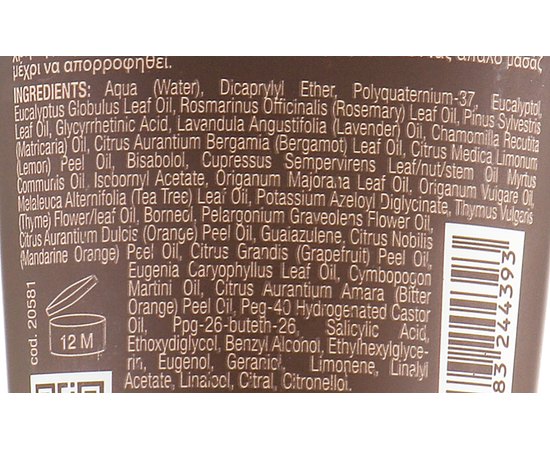 μέχρι να απορροφηθεί.
INGREDIENTS: Aqua (Water), Dicaprylyl Ether, Polyquaternium-37, Eucalyptol,
Eucalyptus Globulus Leaf Oil, Rosmarinus Officinalis (Rosemary) Leaf Oil, Pinus Sylvestris
Leaf Oil, Glycyrrhetinic Acid, Lavandula Angustifolia (Lavender) Oil, Chamomilla Recutita
(Matricaria) Oil, Citrus Aurantium Bergamia (Bergamot) Leaf Oil, Citrus Medica Limonum
(Lemon) Peel Oil, Bisabolol, Cupressus Sempervirens Leaf/nut/stem Oil Myrtus
Communis Oil, Isobornyl Acetate, Origanum Majorana Leaf Oil, Origanum Vulgare Oil,
Melaleuca Alternifolia (Tea Tree) Leaf Oil, Potassium Azeloyl Diglycinate, Thymus Vulgaris
(Thyme) Flower/leaf Oil, Borneol, Pelargonium Graveolens Flower Oil,
Citrus Aurantium Dulcis (Orange) Peel Oil, Guaiazulene, Citrus Nobilis
(Mandarine Orange) Peel Oil, Citrus Grandis (Grapefruit) Peel Oil,
Eugenia Caryophyllus Leaf Oil, Cymbopogon
Martini Oil, Citrus Aurantium Amara (Bitter
Orange) Peel Oil, Peg-40 Hydrogenated Castor
Oil, Ppg-26-buteth-26, Salicylic Acid,
Ethoxydiglycol, Benzyl Alcohol, Ethylhexylglyce-
rin, Eugenol, Geraniol, Limonene, Linalyl
Acetate, Linalool, Citral, Citronellol.
cod. 20581
12 M
83244393